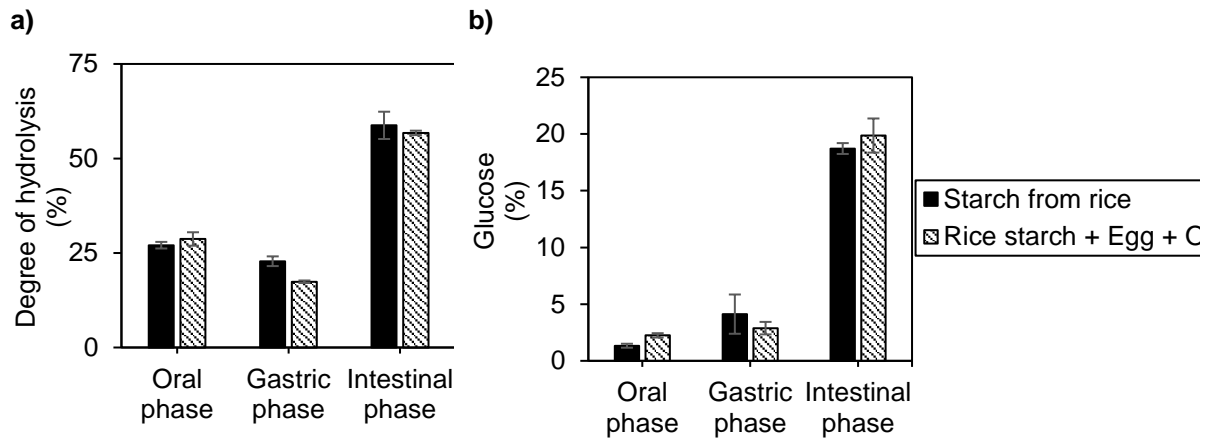 a)
Degree of hydrolysis
(%)
75
50
25
0
Oral
phase
Gastric
phase
Intestinal
phase
b)
Glucose
(%)
25
20
15
10
5
0
Oral
phase
Gastric
phase
Intestinal
phase
Starch from rice
Rice starch + Egg + O